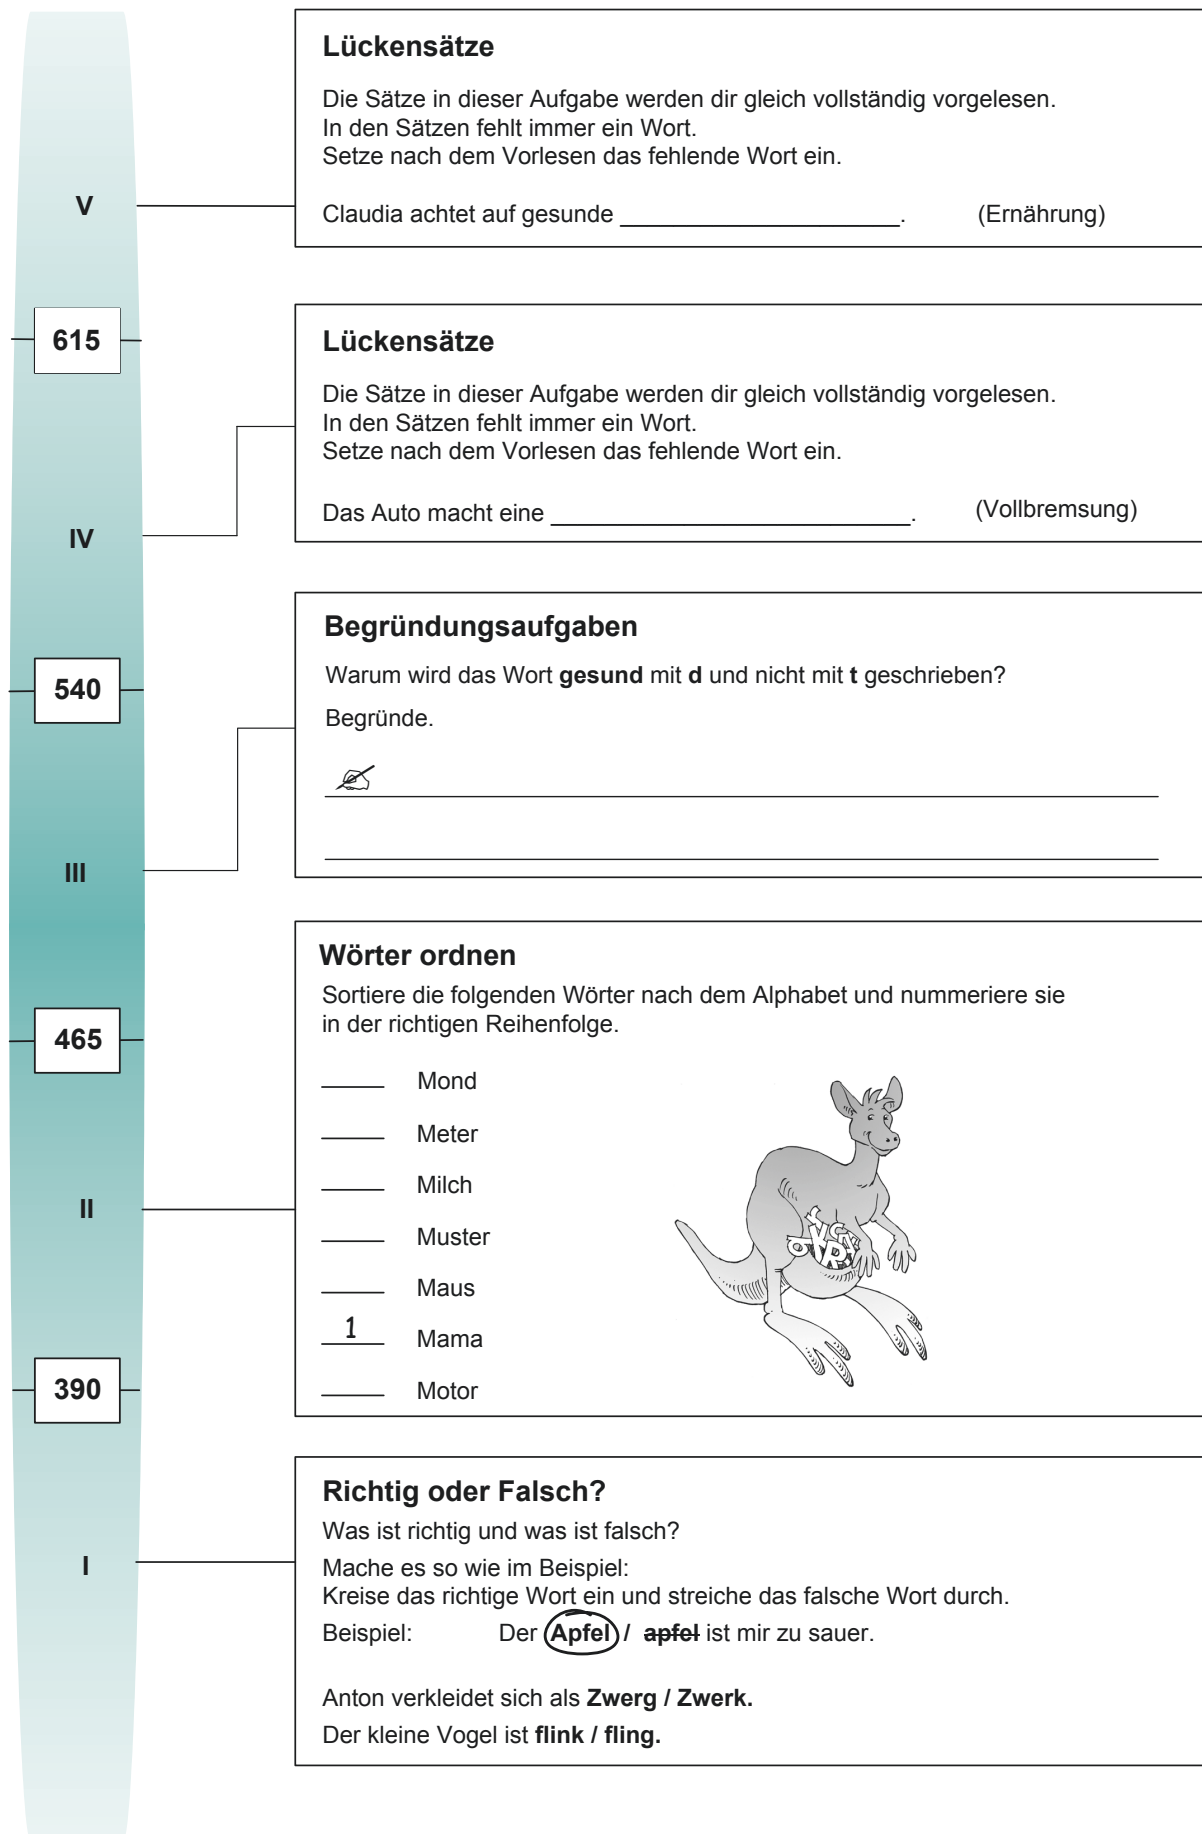 Lückensätze
Die Sätze in dieser Aufgabe werden dir gleich vollständig vorgelesen.
In den Sätzen fehlt immer ein Wort.
Setze nach dem Vorlesen das fehlende Wort ein.
V
Claudia achtet auf gesunde ____________________. (Ernährung)
615
Lückensätze
Die Sätze in dieser Aufgabe werden dir gleich vollständig vorgelesen.
In den Sätzen fehlt immer ein Wort.
Setze nach dem Vorlesen das fehlende Wort ein.
Das Auto macht eine __________________________. (Vollbremsung)
IV
Begründungsaufgaben
Warum wird das Wort gesund mit d und nicht mit t geschrieben?
540
Begründe.
III
Wörter ordnen
Sortiere die folgenden Wörter nach dem Alphabet und nummeriere sie
in der richtigen Reihenfolge.
465
_____ Mond
_____ Meter
_____ Milch
II
_____ Muster
_____ Maus
1 Mama
390
_____ Motor
Richtig oder Falsch?
Was ist richtig und was ist falsch?
I
Mache es so wie im Beispiel:
Kreise das richtige Wort ein und streiche das falsche Wort durch.
Beispiel: Der Apfel / apfel ist mir zu sauer.
Anton verkleidet sich als Zwerg / Zwerk.
Der kleine Vogel ist flink / fling.